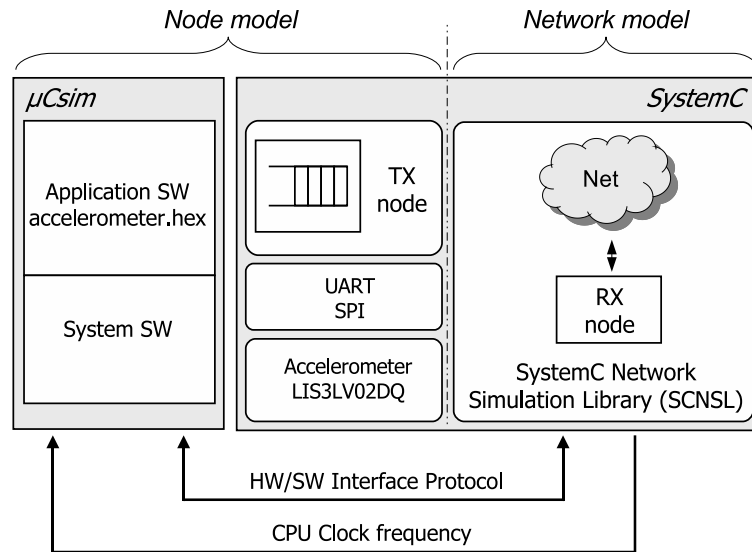 Node model
Network model
µCsim
SystemC
Application SW
accelerometer.hex
System SW
TX
node
UART
SPI
Accelerometer
LIS3LV02DQ
Net
RX
node
SystemC Network
Simulation Library (SCNSL)
HW/SW Interface Protocol
CPU Clock frequency